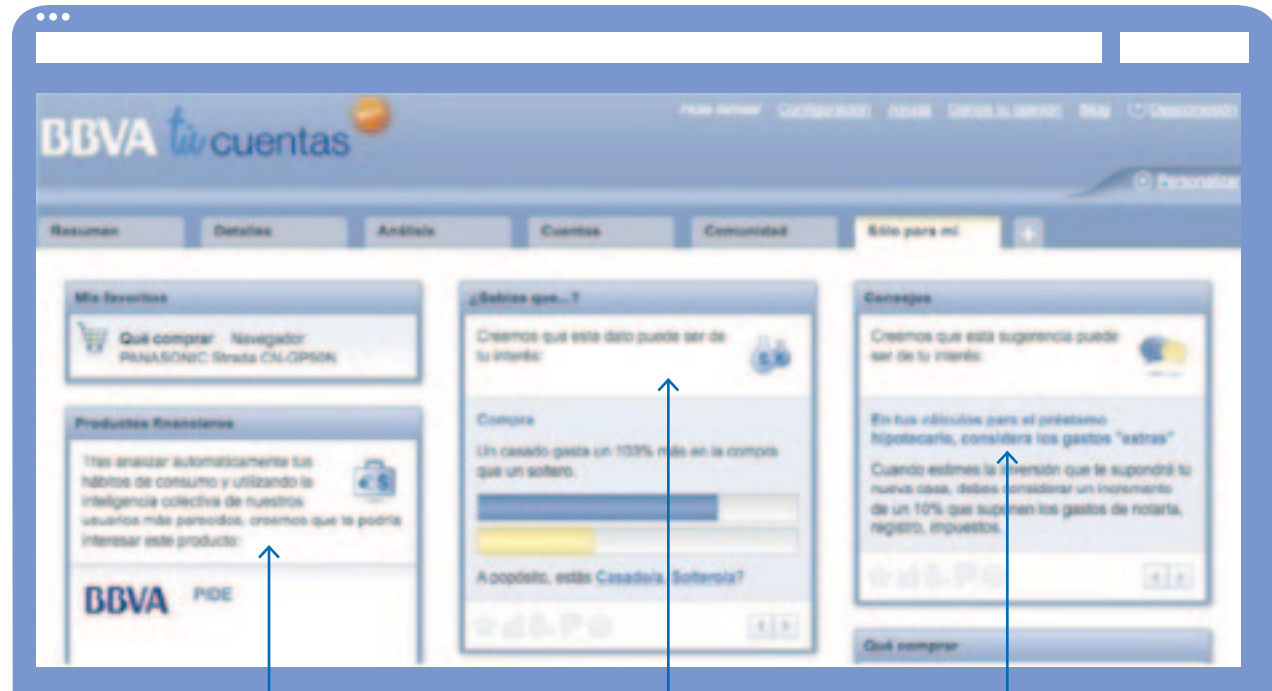 BBVA tú cuentas
Configuración Ayuda Danos tu opinión Blog Desconexión
Personalizar
Resumen Detalles Análisis Cuentas Comunidad Sólo para mí +
Mis favoritos
Qué comprar Navegador
PANASONIC Strada CN-GP50N
Productos financieros
Tras analizar automáticamente tus
hábitos de consumo y utilizando la
inteligencia colectiva de nuestros
usuarios más parecidos, creemos que te podría
interesar este producto:
BBVA PIDE
¿Sabías que...?
Creemos que este dato puede ser de
tu interés:
Compra
Un casado gasta un 103% más en la compra
que un soltero.
A popósito, estás Casado/a, Soltero/a?
Consejos
Creemos que esta sugerencia puede
ser de tu interés:
En tus cálculos para el préstamo
hipotecario, considera los gastos "extras"
Cuando estimes la inversión que te supondrá tu
nueva casa, debes considerar un incremento
de un 10% que suponen los gastos de notaría,
registro, impuestos.
Qué comprar